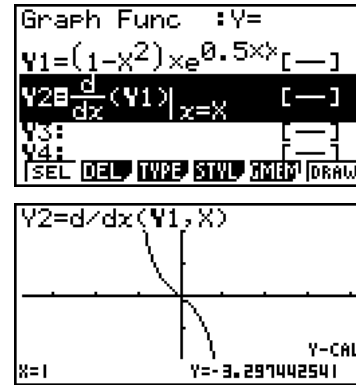 Graph Func :Y=
Y1=(1-X²)×e^0.5×X [—]
Y2=d/dx(Y1)|x=X [—]
Y3: [—]
Y4: [—]
SEL DEL TYPE STYL GMEM DRAW
Y2=d/dx(Y1,X)
Y-CAL
X=1 Y=-3.297442541